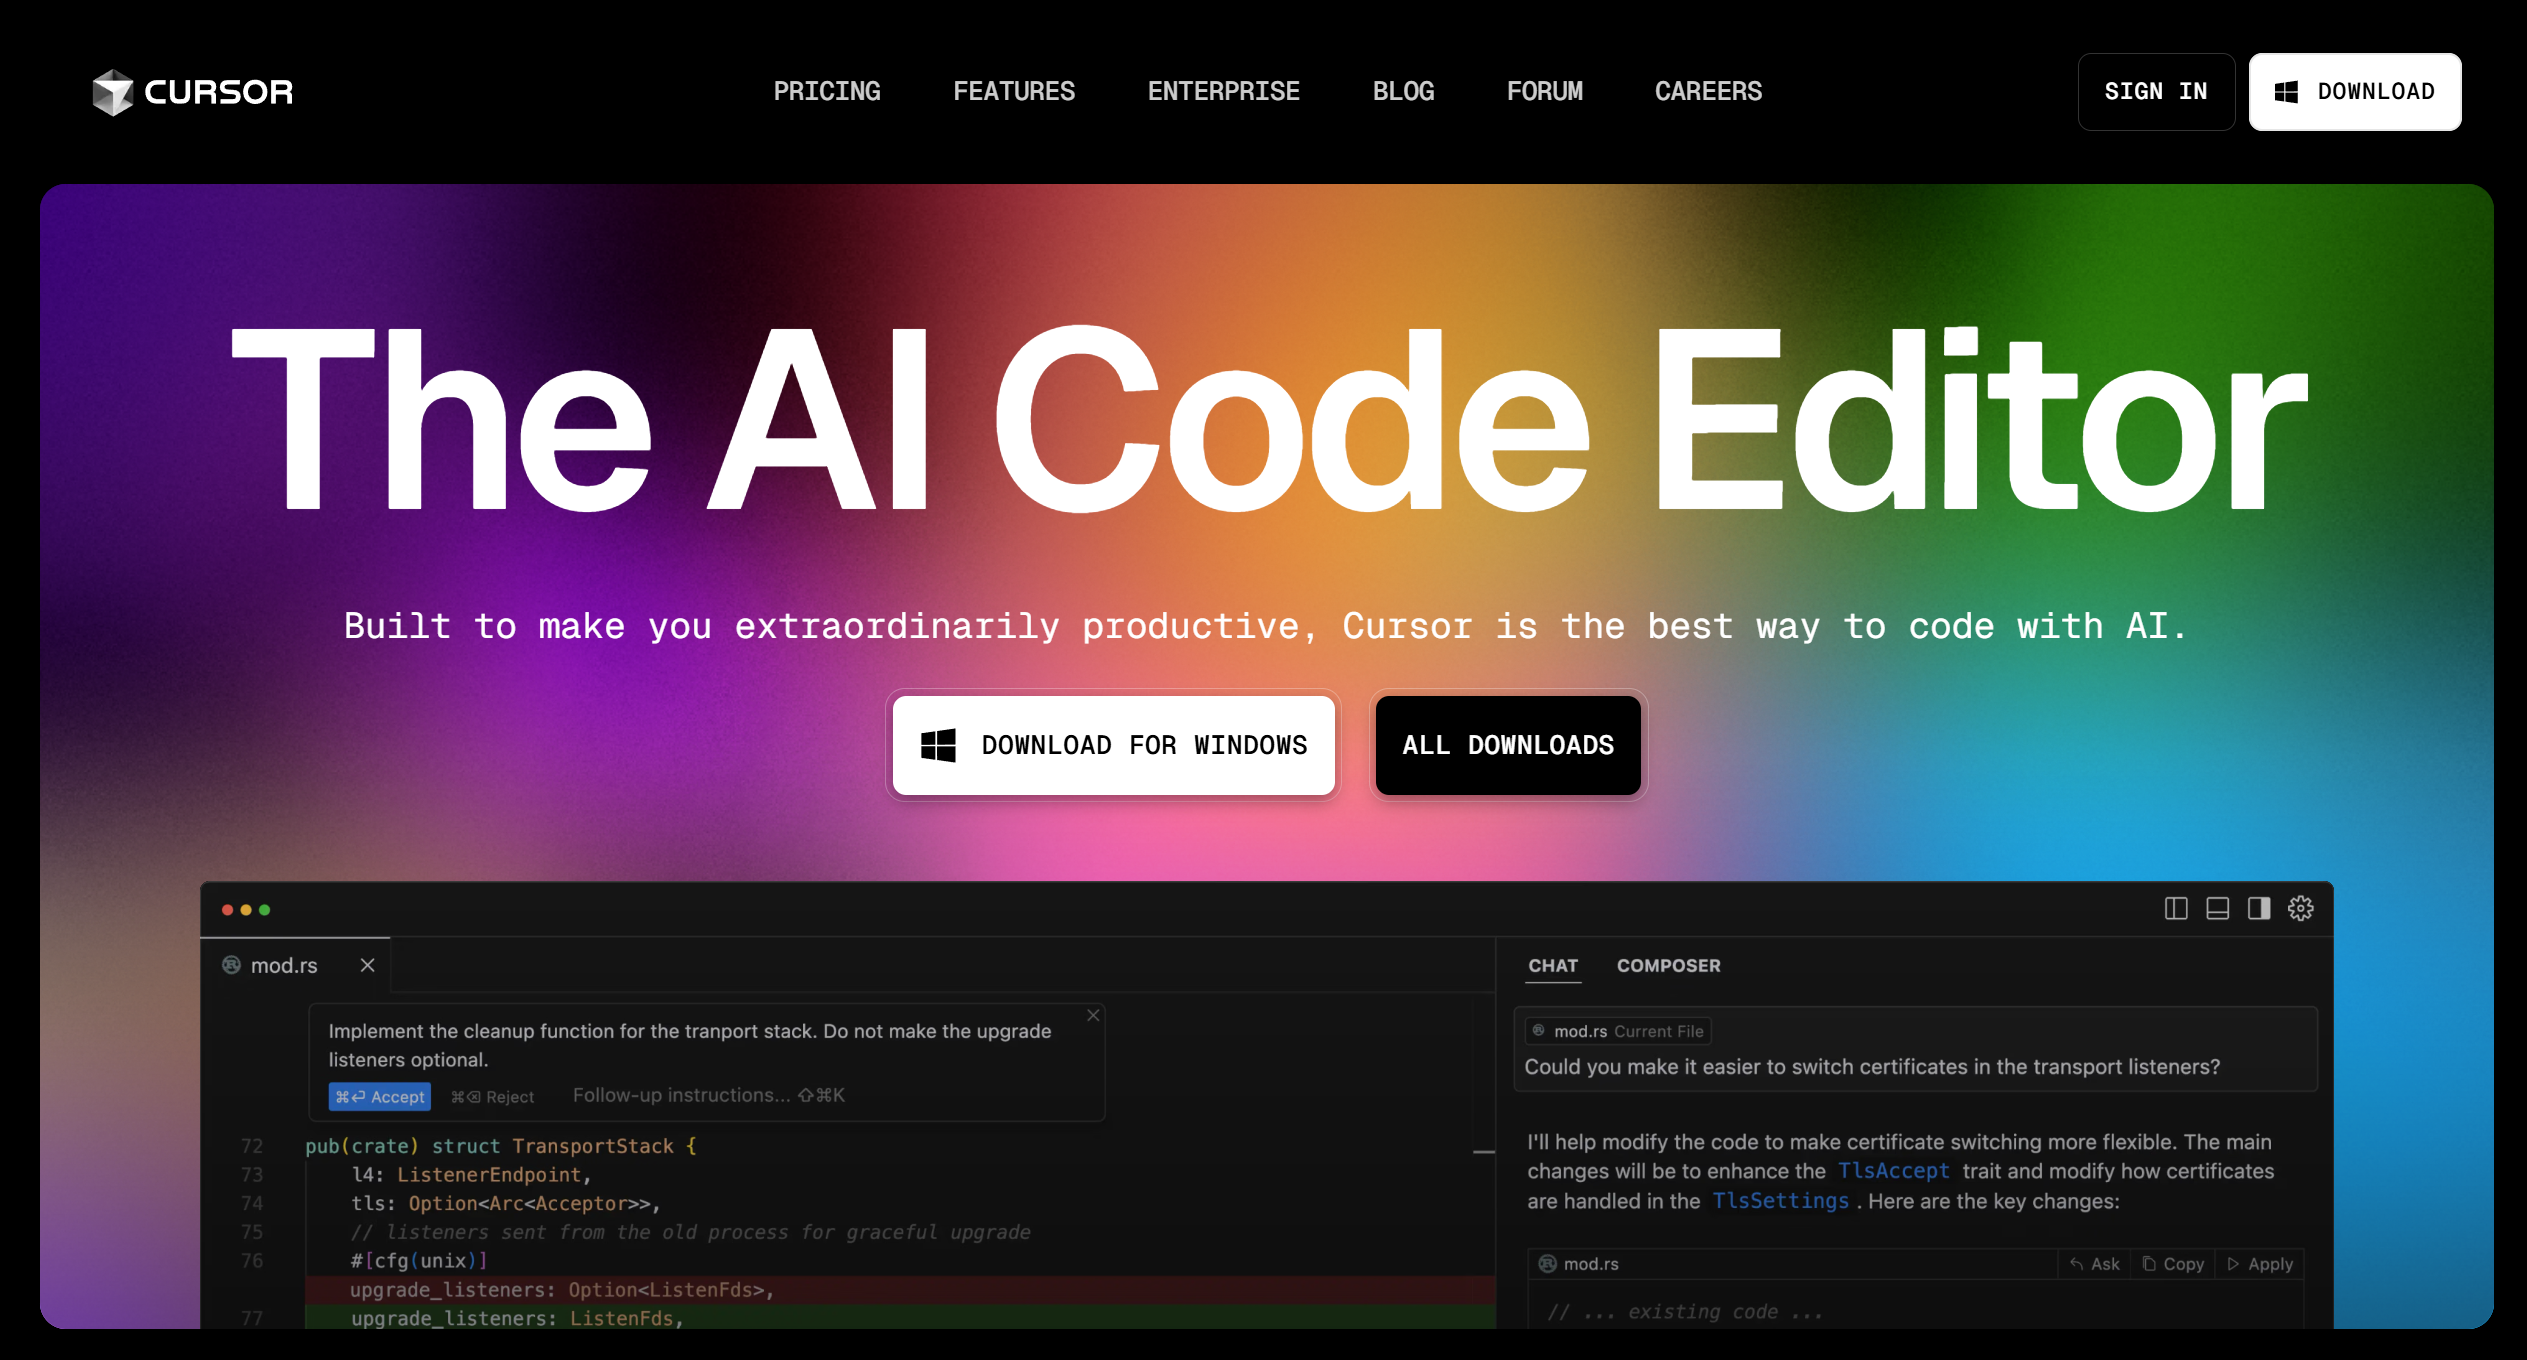 CURSOR
PRICING
FEATURES
ENTERPRISE
BLOG
FORUM
CAREERS
SIGN IN
DOWNLOAD
The AI Code Editor
Built to make you extraordinarily productive, Cursor is the best way to code with AI.
DOWNLOAD FOR WINDOWS
ALL DOWNLOADS
mod.rs
Implement the cleanup function for the tranport stack. Do not make the upgrade
listeners optional.
⌘⏎ Accept
⌘⌫ Reject
Follow-up instructions... ⇧⌘K
72 pub(crate) struct TransportStack {
73 l4: ListenerEndpoint,
74 tls: Option<Arc<Acceptor>>,
75 // listeners sent from the old process for graceful upgrade
76 #[cfg(unix)]
upgrade_listeners: Option<ListenFds>,
77 upgrade_listeners: ListenFds,
CHAT
COMPOSER
mod.rs Current File
Could you make it easier to switch certificates in the transport listeners?
I'll help modify the code to make certificate switching more flexible. The main
changes will be to enhance the TlsAccept trait and modify how certificates
are handled in the TlsSettings. Here are the key changes:
mod.rs
Ask
Copy
Apply
// ... existing code ...